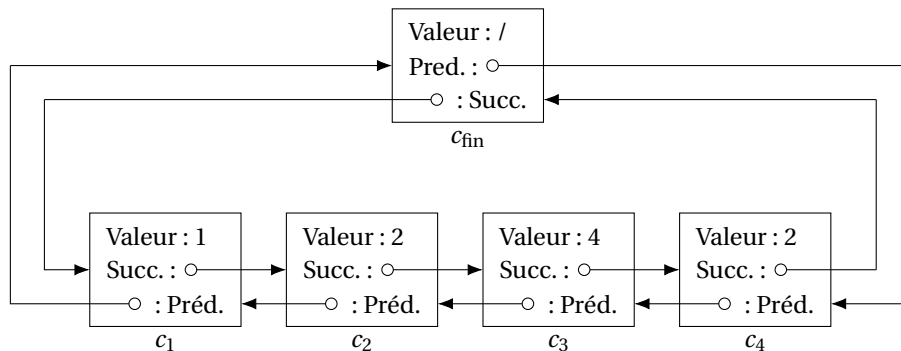 Valeur : /
Pred. :
: Succ.
c_fin
Valeur : 1
Succ. :
: Préd.
c_1
Valeur : 2
Succ. :
: Préd.
c_2
Valeur : 4
Succ. :
: Préd.
c_3
Valeur : 2
Succ. :
: Préd.
c_4